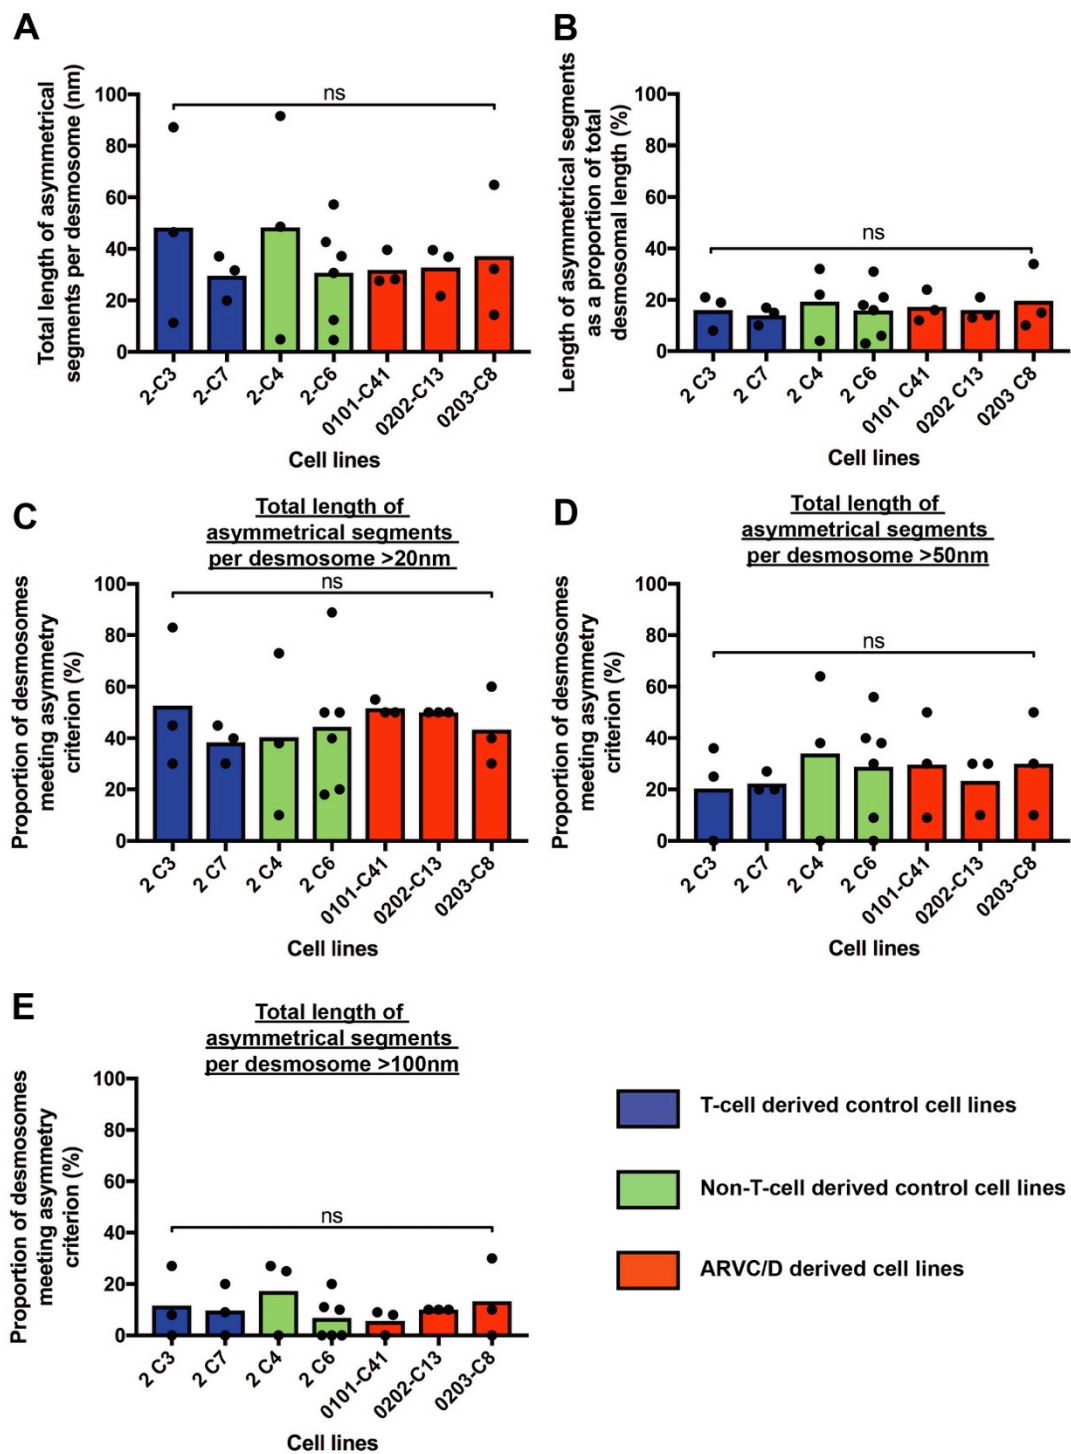 A
Total length of asymmetrical
segments per desmosome (nm)
100
80
60
40
20
0
ns
2-C3
2-C7
2-C4
2-C6
0101-C41
0202-C13
0203-C8
Cell lines
B
Length of asymmetrical segments
as a proportion of total
desmosomal length (%)
100
80
60
40
20
0
ns
2 C3
2 C7
2 C4
2 C6
0101 C41
0202 C13
0203 C8
Cell lines
C
Total length of
asymmetrical segments
per desmosome >20nm
Proportion of desmosomes
meeting asymmetry
criterion (%)
100
80
60
40
20
0
ns
2 C3
2 C7
2 C4
2 C6
0101-C41
0202-C13
0203-C8
Cell lines
D
Total length of
asymmetrical segments
per desmosome >50nm
Proportion of desmosomes
meeting asymmetry
criterion (%)
100
80
60
40
20
0
ns
2 C3
2 C7
2 C4
2 C6
0101-C41
0202-C13
0203-C8
Cell lines
E
Total length of
asymmetrical segments
per desmosome >100nm
Proportion of desmosomes
meeting asymmetry
criterion (%)
100
80
60
40
20
0
ns
2 C3
2 C7
2 C4
2 C6
0101-C41
0202-C13
0203-C8
Cell lines
T-cell derived control cell lines
Non-T-cell derived control cell lines
ARVC/D derived cell lines